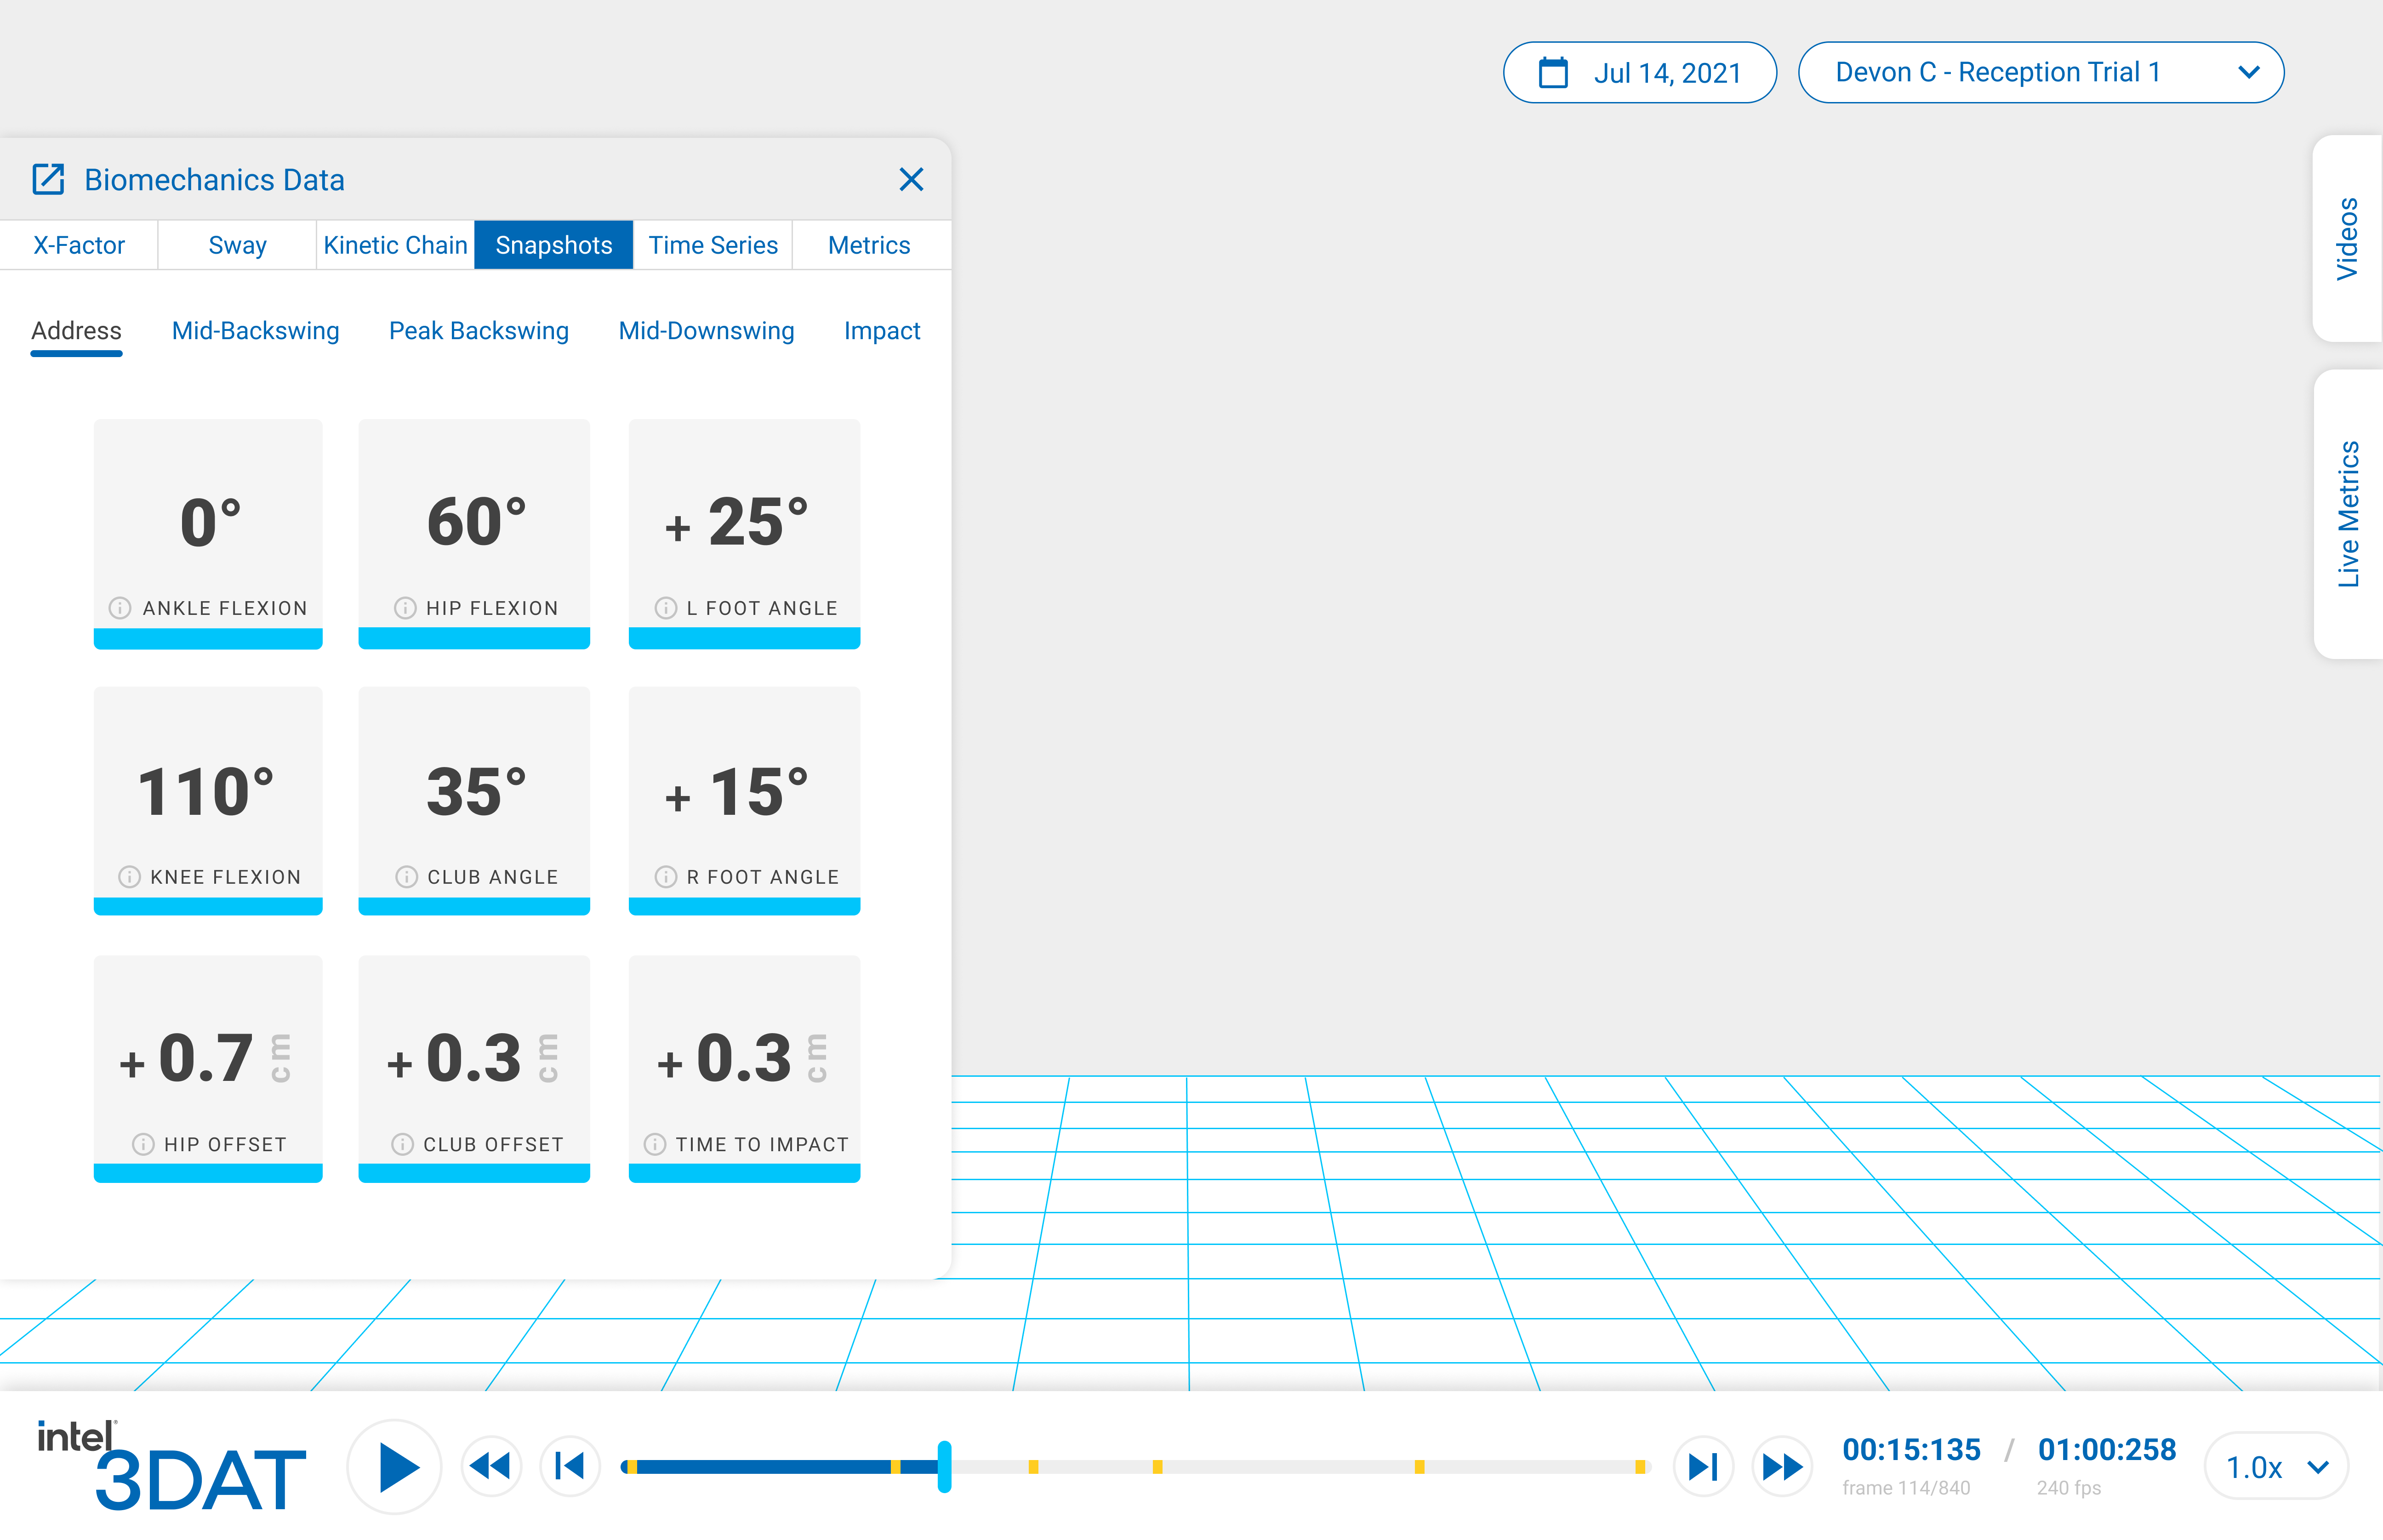 Jul 14, 2021
Devon C - Reception Trial 1
Biomechanics Data
X-Factor
Sway
Kinetic Chain
Snapshots
Time Series
Metrics
Address
Mid-Backswing
Peak Backswing
Mid-Downswing
Impact
0°
ANKLE FLEXION
60°
HIP FLEXION
+ 25°
L FOOT ANGLE
110°
KNEE FLEXION
35°
CLUB ANGLE
+ 15°
R FOOT ANGLE
+ 0.7 cm
HIP OFFSET
+ 0.3 cm
CLUB OFFSET
+ 0.3 cm
TIME TO IMPACT
Videos
Live Metrics
intel®
3DAT
00:15:135 / 01:00:258
frame 114/840
240 fps
1.0x